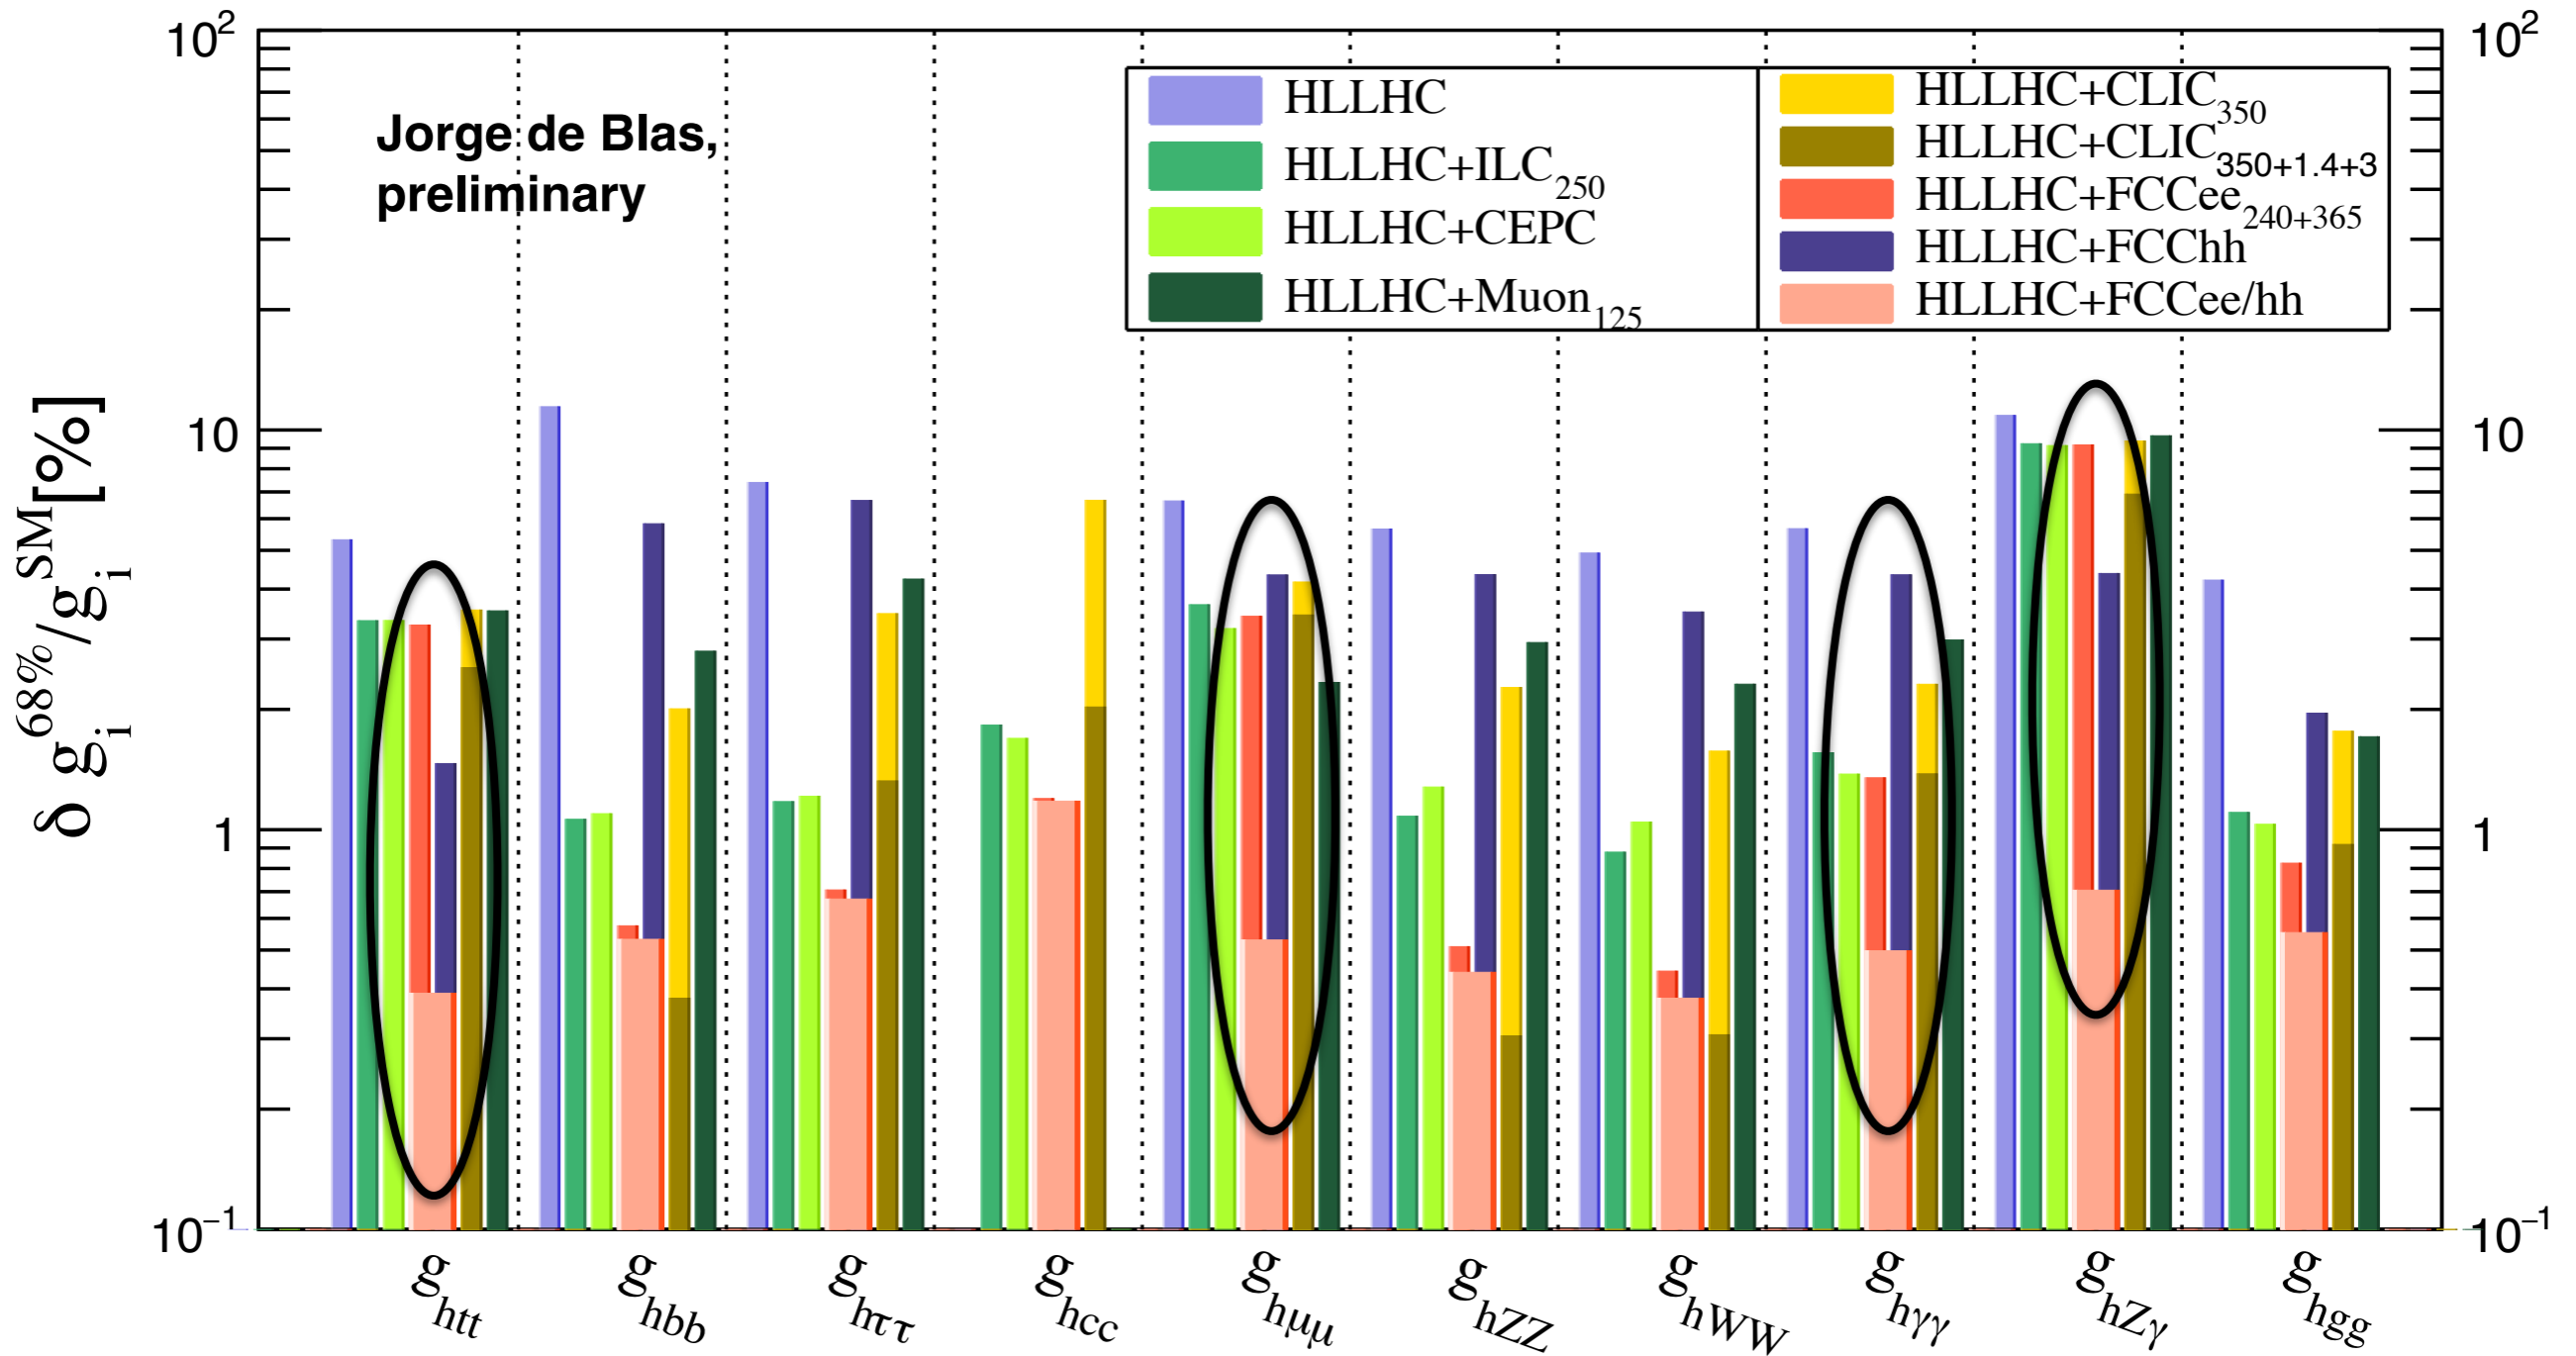 10²
10²
Jorge de Blas,
preliminary
HLLHC
HLLHC+ILC₂₅₀
HLLHC+CEPC
HLLHC+Muon₁₂₅
HLLHC+CLIC₃₅₀
HLLHC+CLIC₃₅₀₊₁.₄₊₃
HLLHC+FCCee₂₄₀₊₃₆₅
HLLHC+FCChh
HLLHC+FCCee/hh
δ gᵢ^68%/gᵢ^SM[%]
10
10
1
1
10⁻¹
10⁻¹
g_htt
g_hbb
g_hττ
g_hcc
g_hμμ
g_hZZ
g_hWW
g_hγγ
g_hZγ
g_hgg